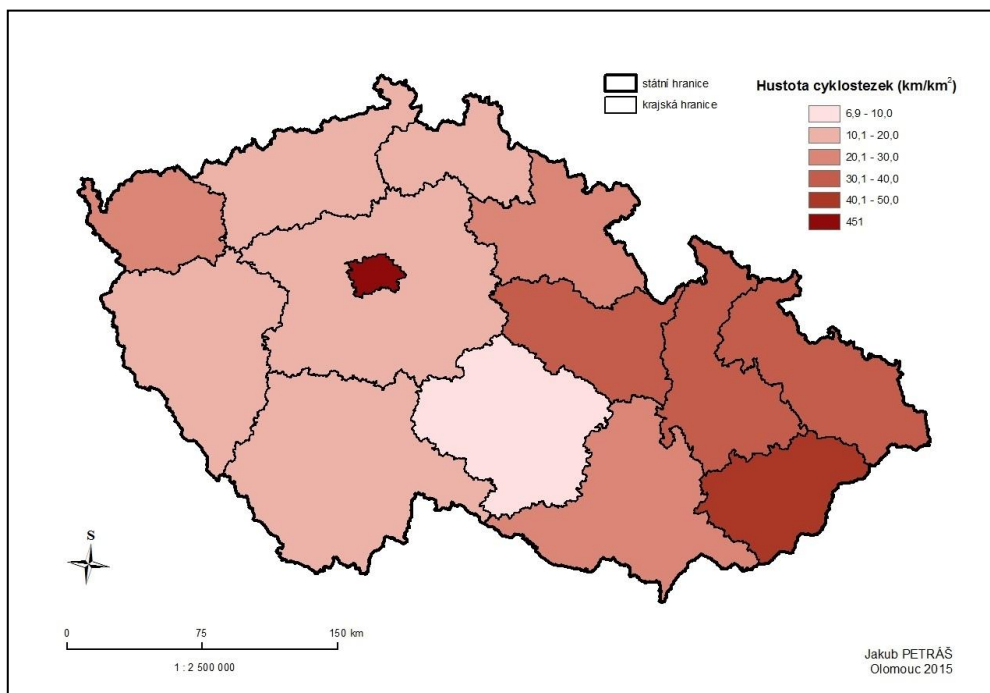 státní hranice
krajská hranice
Hustota cyklostezek (km/km²)
6,9 - 10,0
10,1 - 20,0
20,1 - 30,0
30,1 - 40,0
40,1 - 50,0
451
S
0 75 150 km
1 : 2 500 000
Jakub PETRÁŠ
Olomouc 2015